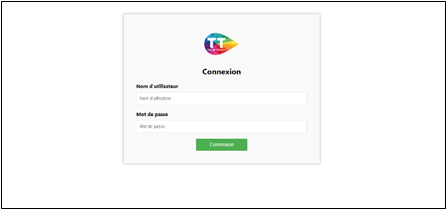 TT
Connexion
Nom d'utilisateur
Nom d'utilisateur
Mot de passe
Mot de passe
Connexion